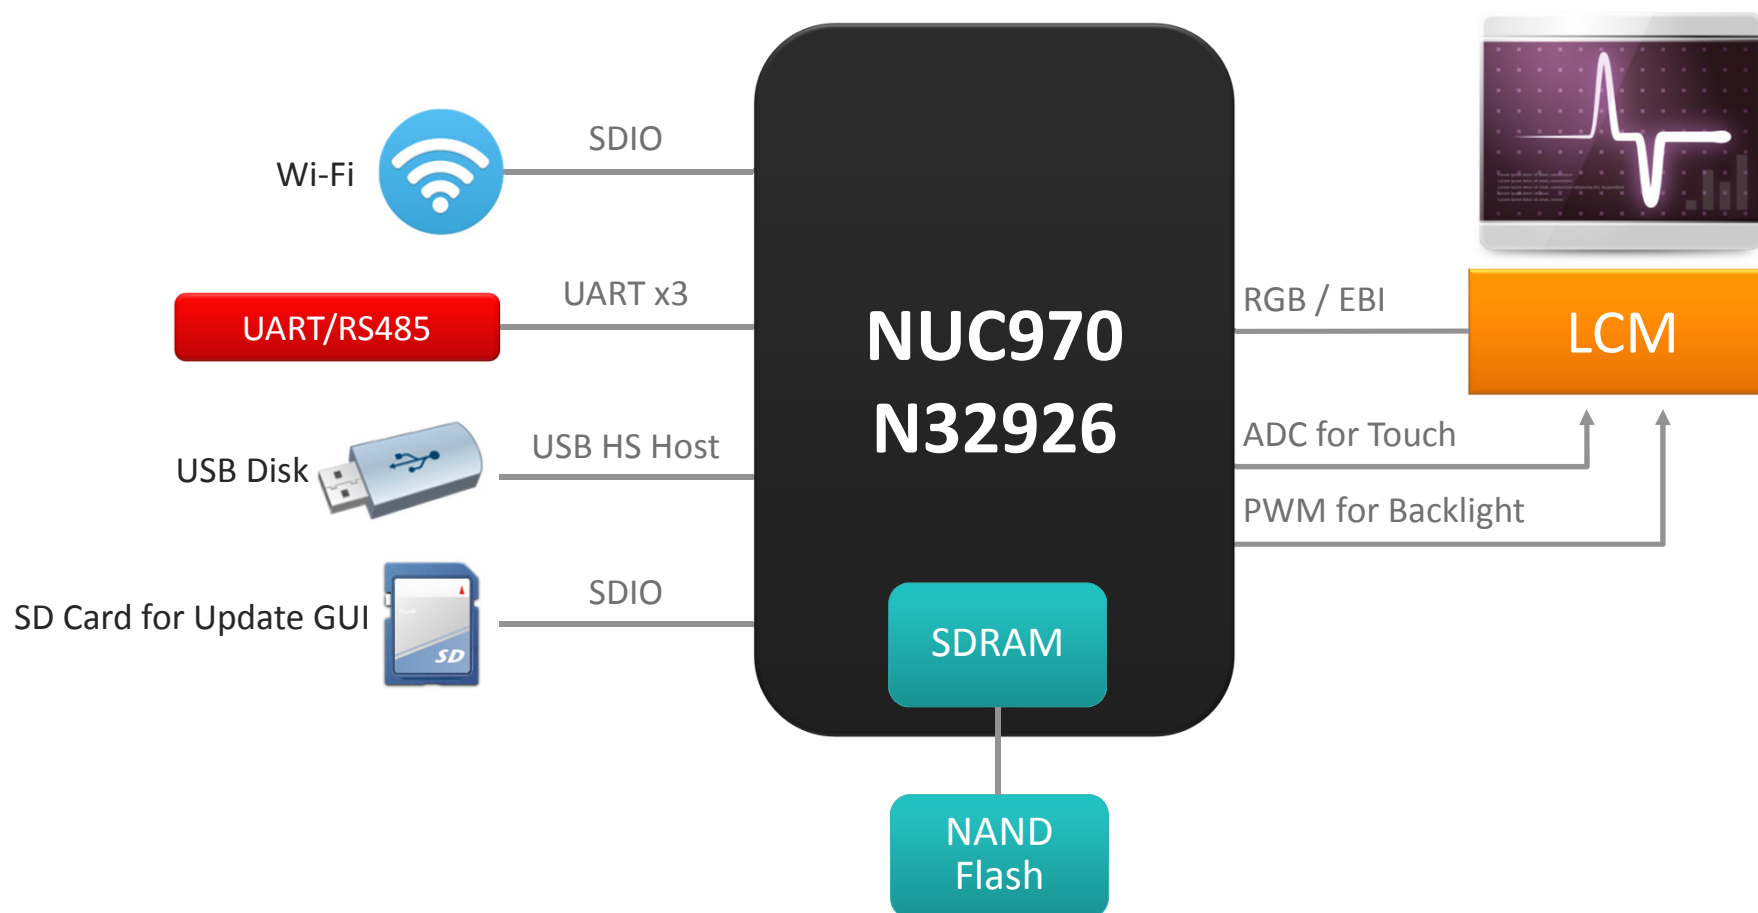 Wi-Fi
SDIO
UART/RS485
UART x3
USB Disk
USB HS Host
SD Card for Update GUI
SD
SDIO
NUC970
N32926
SDRAM
NAND
Flash
RGB / EBI
LCM
ADC for Touch
PWM for Backlight